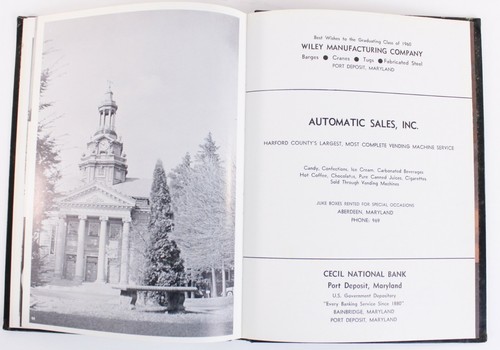 Best Wishes to the Graduating Class of 1960
WILEY MANUFACTURING COMPANY
Barges ● Cranes ● Tugs ● Fabricated Steel
PORT DEPOSIT, MARYLAND
AUTOMATIC SALES, INC.
HARFORD COUNTY'S LARGEST, MOST COMPLETE VENDING MACHINE SERVICE
Candy, Confections, Ice Cream, Carbonated Beverages
Hot Coffee, Chocolates, Pure Canned Juices, Cigarettes
Sold Through Vending Machines
JUKE BOXES RENTED FOR SPECIAL OCCASIONS
ABERDEEN, MARYLAND
PHONE: 969
CECIL NATIONAL BANK
Port Deposit, Maryland
U.S. Government Depositary
"Every Banking Service Since 1880"
BAINBRIDGE, MARYLAND
PORT DEPOSIT, MARYLAND